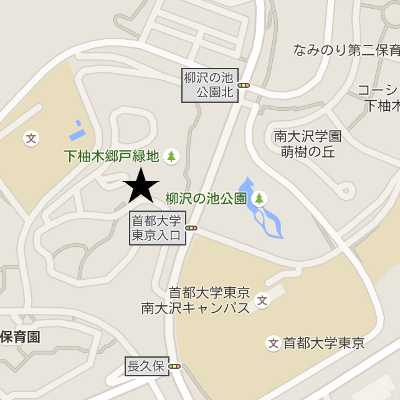 なみのり第二保育
柳沢の池
公園北
コーシ
下柚木
南大沢学園
萌樹の丘
文
下柚木郷戸緑地
柳沢の池公園
首都大学
東京入口
首都大学東京
南大沢キャンパス
文
文
首都大学東京
保育園
長久保